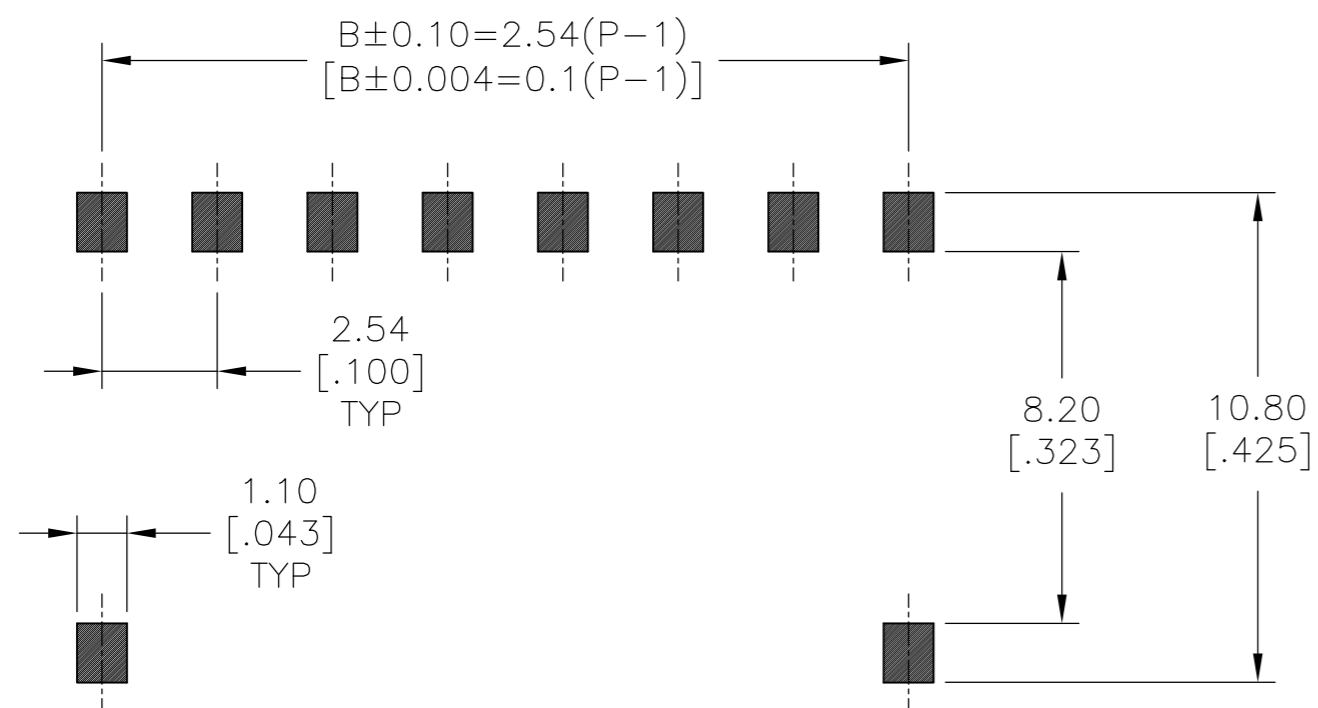 B±0.10=2.54(P−1)
[B±0.004=0.1(P−1)]
2.54
[.100]
TYP
8.20
[.323]
10.80
[.425]
1.10
[.043]
TYP